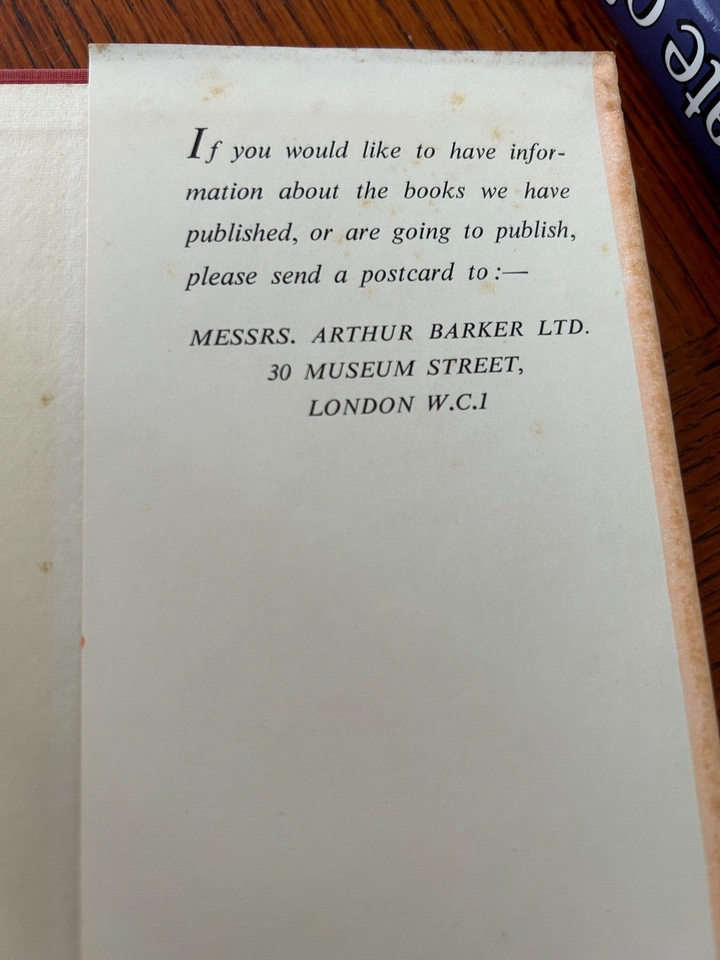 If you would like to have infor-
mation about the books we have
published, or are going to publish,
please send a postcard to :—
MESSRS. ARTHUR BARKER LTD.
30 MUSEUM STREET,
LONDON W.C.1